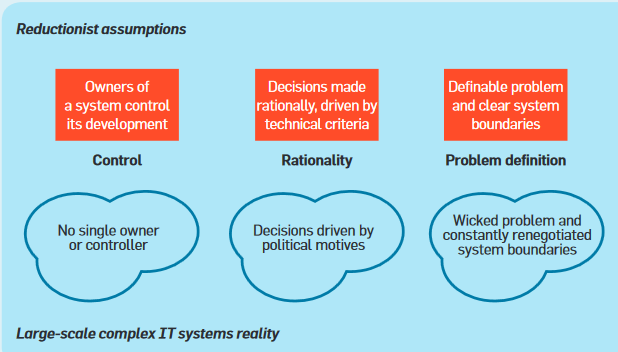 Reductionist assumptions
Owners of
a system control
its development
Decisions made
rationally, driven by
technical criteria
Definable problem
and clear system
boundaries
Control
Rationality
Problem definition
No single owner
or controller
Decisions driven by
political motives
Wicked problem and
constantly renegotiated
system boundaries
Large-scale complex IT systems reality